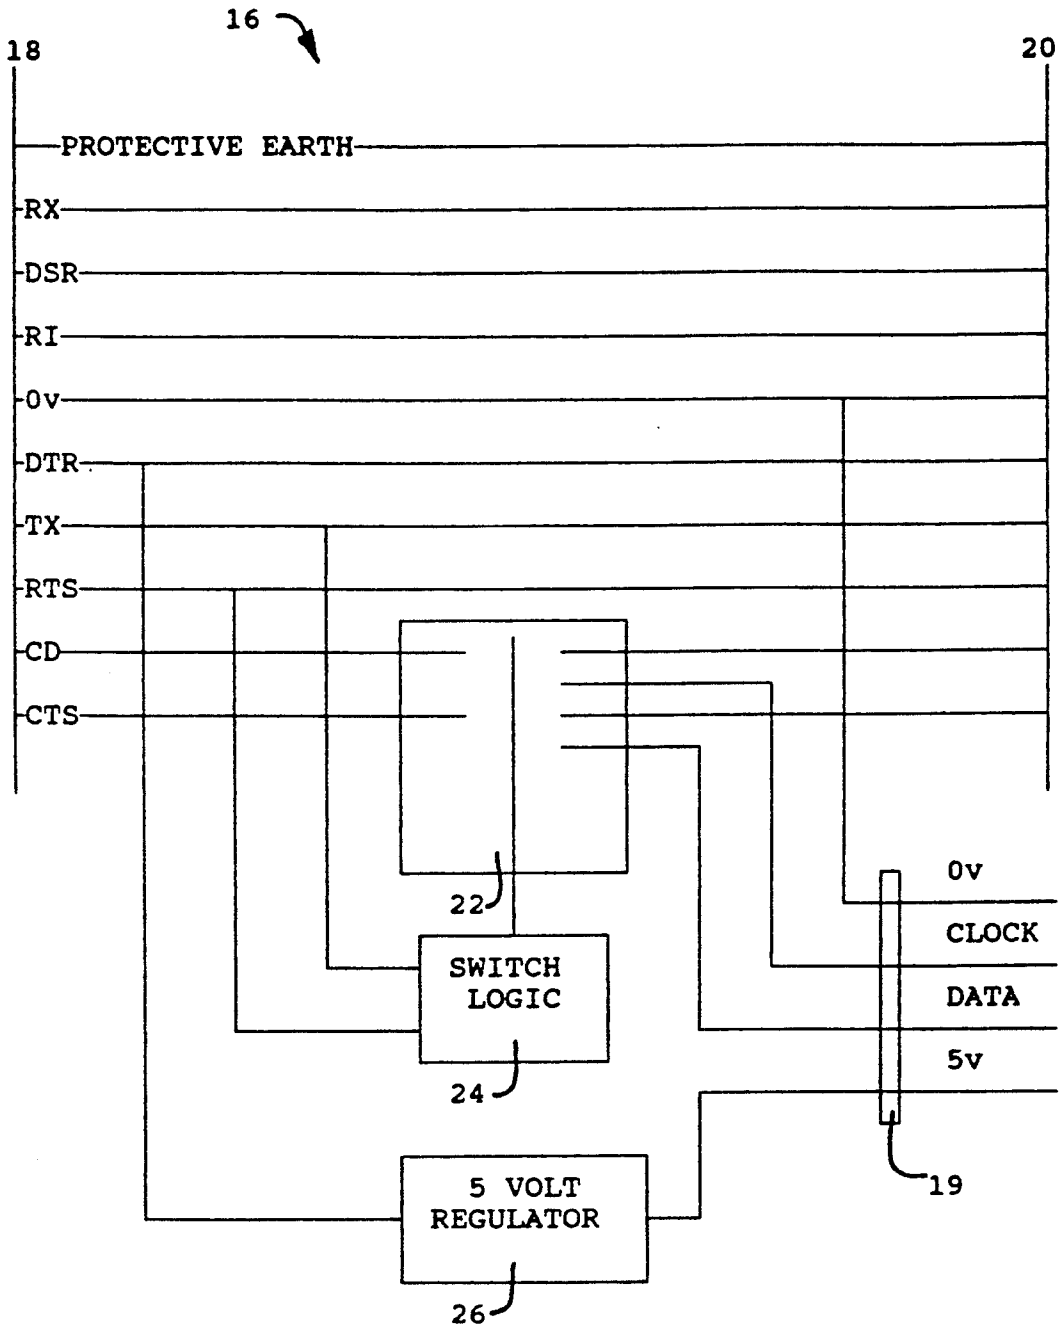 16
18
20
PROTECTIVE EARTH
RX
DSR
RI
0v
DTR
TX
RTS
CD
CTS
22
0v
CLOCK
DATA
5v
SWITCH
LOGIC
24
19
5 VOLT
REGULATOR
26